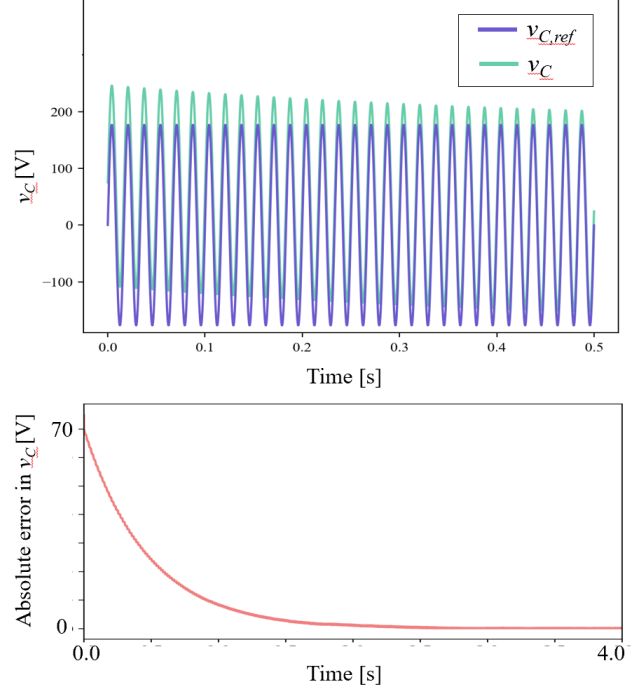 v_{C,ref}
v_C
200
100
0
−100
v_C [V]
0.0 0.1 0.2 0.3 0.4 0.5
Time [s]
70
0
Absolute error in v_C [V]
0.0 4.0
Time [s]